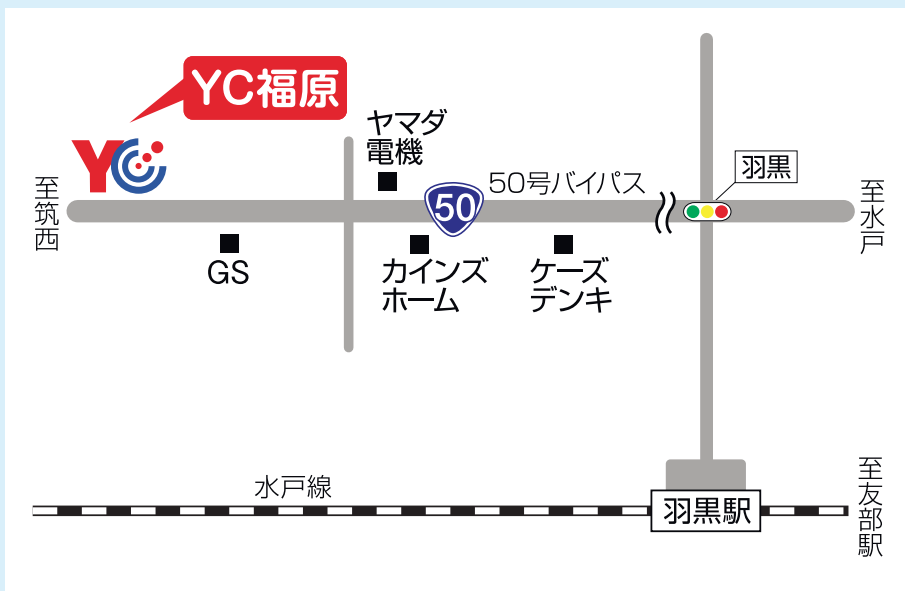 YC福原
YC
ヤマダ
電機
50号バイパス
羽黒
50
至筑西
至水戸
GS
カインズ
ホーム
ケーズ
デンキ
水戸線
羽黒駅
至友部駅